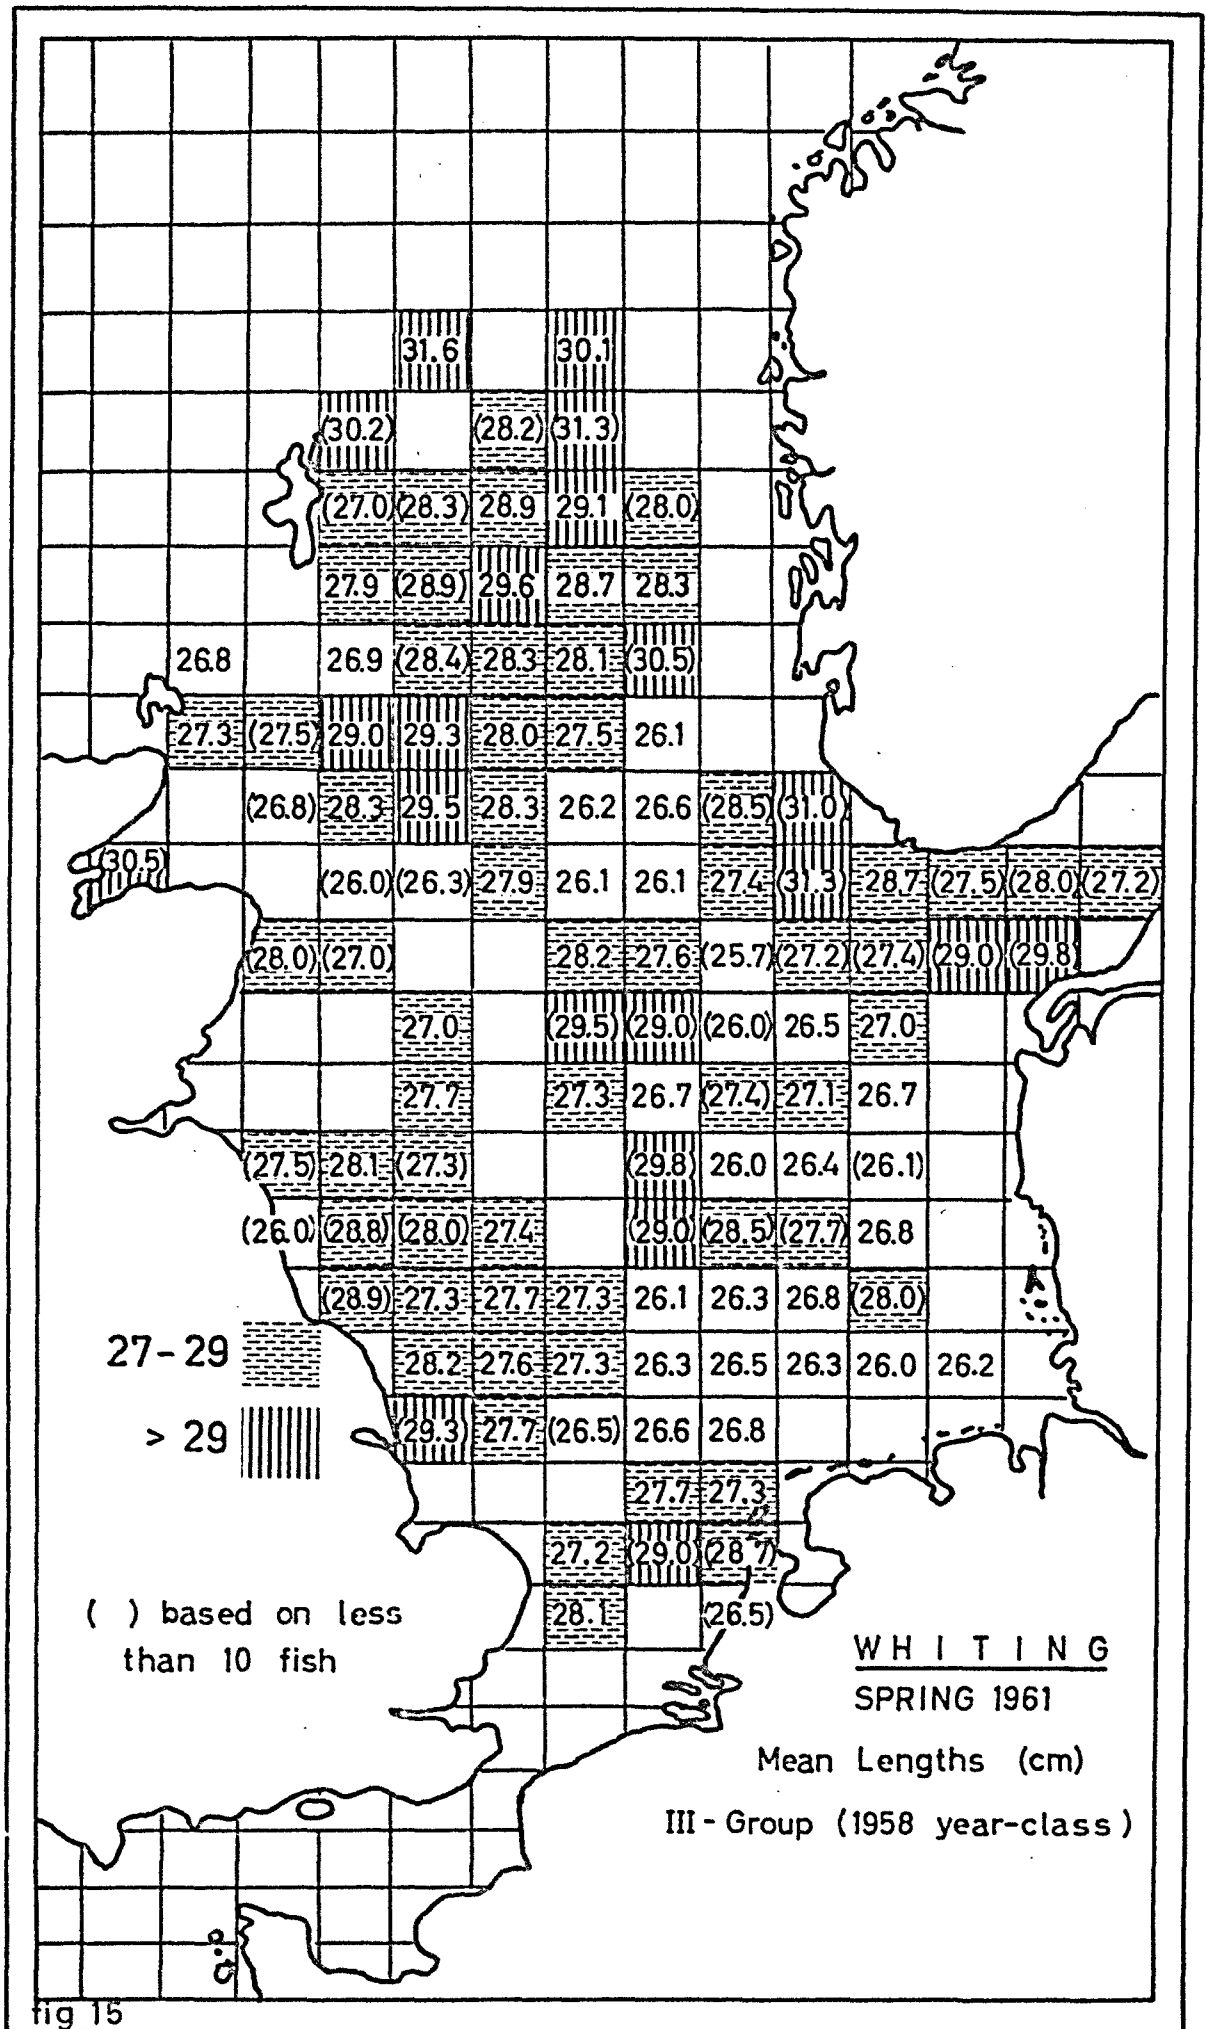 31.6 30.1
(30.2) (28.2) (31.3)
(27.0) (28.3) 28.9 29.1 (28.0)
27.9 (28.9) 29.6 28.7 28.3
26.8 26.9 (28.4) 28.3 28.1 (30.5)
27.3 (27.5) 29.0 29.3 28.0 27.5 26.1
(26.8) 28.3 29.5 28.3 26.2 26.6 (28.5) (31.0)
(30.5) (26.0) (26.3) 27.9 26.1 26.1 27.4 (31.3) 28.7 (27.5) (28.0) (27.2)
(28.0) (27.0) 28.2 27.6 (25.7) (27.2) (27.4) (29.0) (29.8)
27.0 (29.5) (29.0) (26.0) 26.5 27.0
27.7 27.3 26.7 (27.4) 27.1 26.7
(27.5) 28.1 (27.3) (29.8) 26.0 26.4 (26.1)
(26.0) (28.8) (28.0) 27.4 (29.0) (28.5) (27.7) 26.8
(28.9) 27.3 27.7 27.3 26.1 26.3 26.8 (28.0)
27-29 28.2 27.6 27.3 26.3 26.5 26.3 26.0 26.2
> 29 29.3 27.7 (26.5) 26.6 26.8
27.7 27.3
27.2 (29.0) (28.7)
28.1 (26.5)
( ) based on less
than 10 fish
WHITING
SPRING 1961
Mean Lengths (cm)
III-Group (1958 year-class)
fig 15